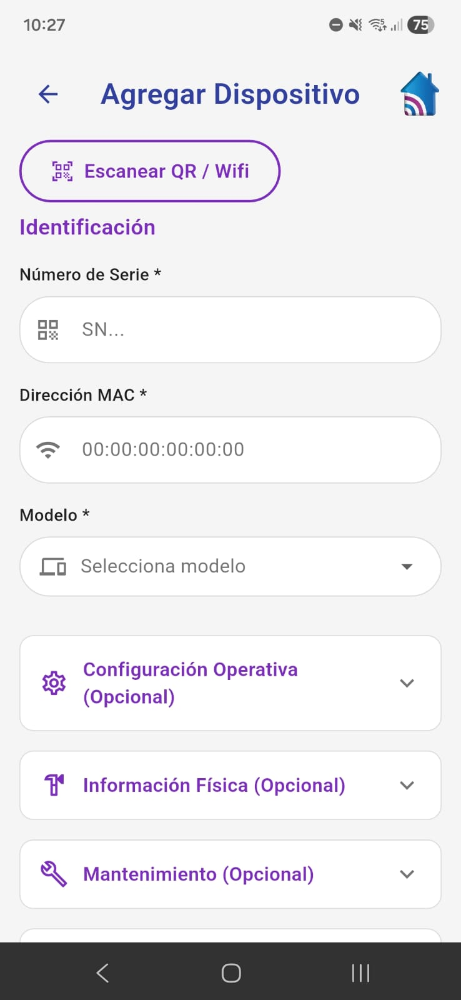 10:27
5
75
Agregar Dispositivo
Escanear QR / Wifi
Identificación
Número de Serie *
SN...
Dirección MAC *
00:00:00:00:00:00
Modelo *
Selecciona modelo
Configuración Operativa
(Opcional)
Información Física (Opcional)
Mantenimiento (Opcional)